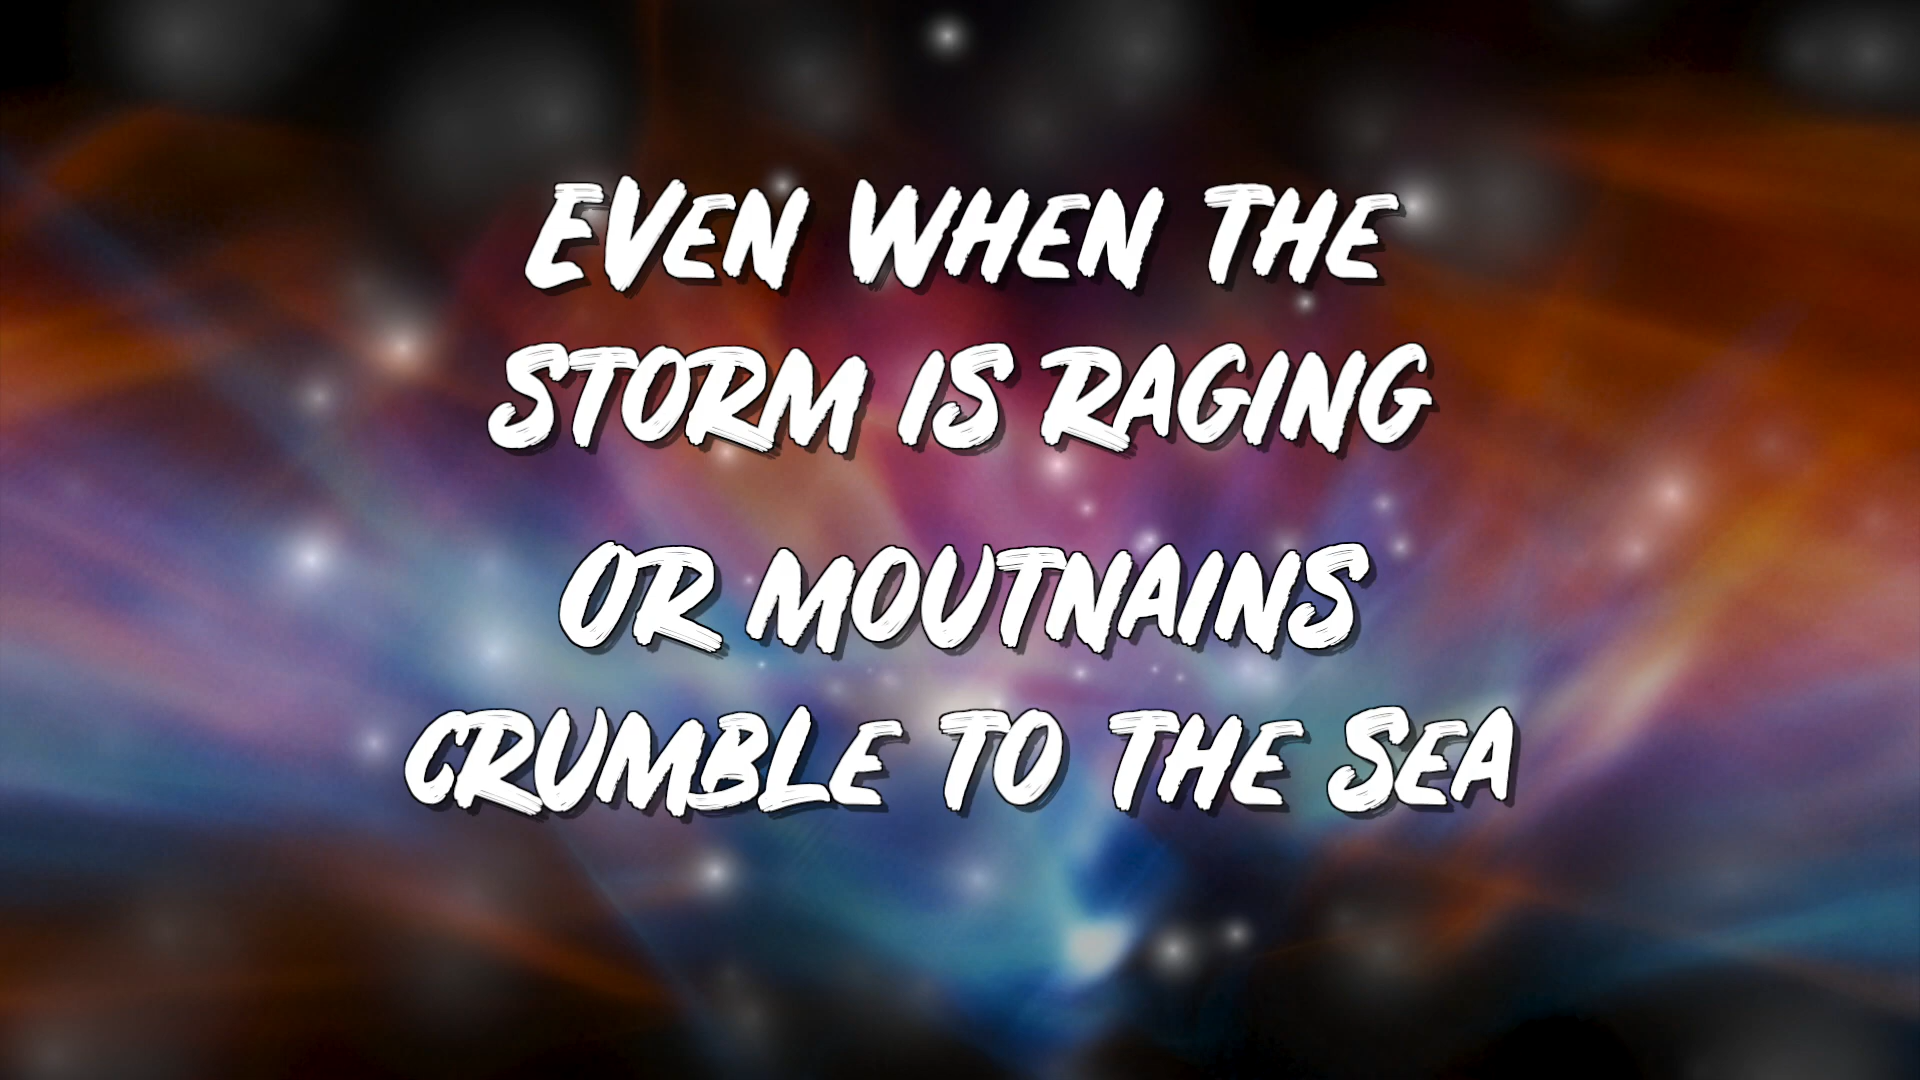 EVEN WHEN THE
STORM IS RAGING
OR MOUTNAINS
CRUMBLE TO THE SEA